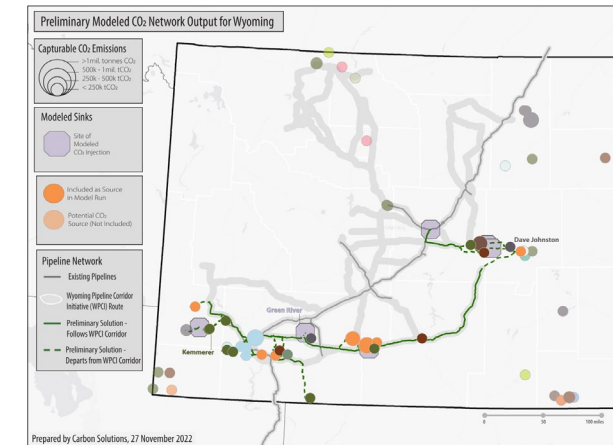 Preliminary Modeled CO₂ Network Output for Wyoming
Capturable CO₂ Emissions
>1mil. tonnes CO₂
500k - 1mil. tCO₂
250k - 500k tCO₂
< 250k tCO₂
Modeled Sinks
Site of
Modeled
CO₂ Injection
Included as Source
in Model Run
Potential CO₂
Source (Not Included)
Pipeline Network
Existing Pipelines
Wyoming Pipeline Corridor
Initiative (WPCI) Route
Preliminary Solution -
Follows WPCI Corridor
Preliminary Solution -
Departs from WPCI Corridor
Dave Johnston
Green River
Kemmerer
0 50 100 miles
Prepared by Carbon Solutions, 27 November 2022